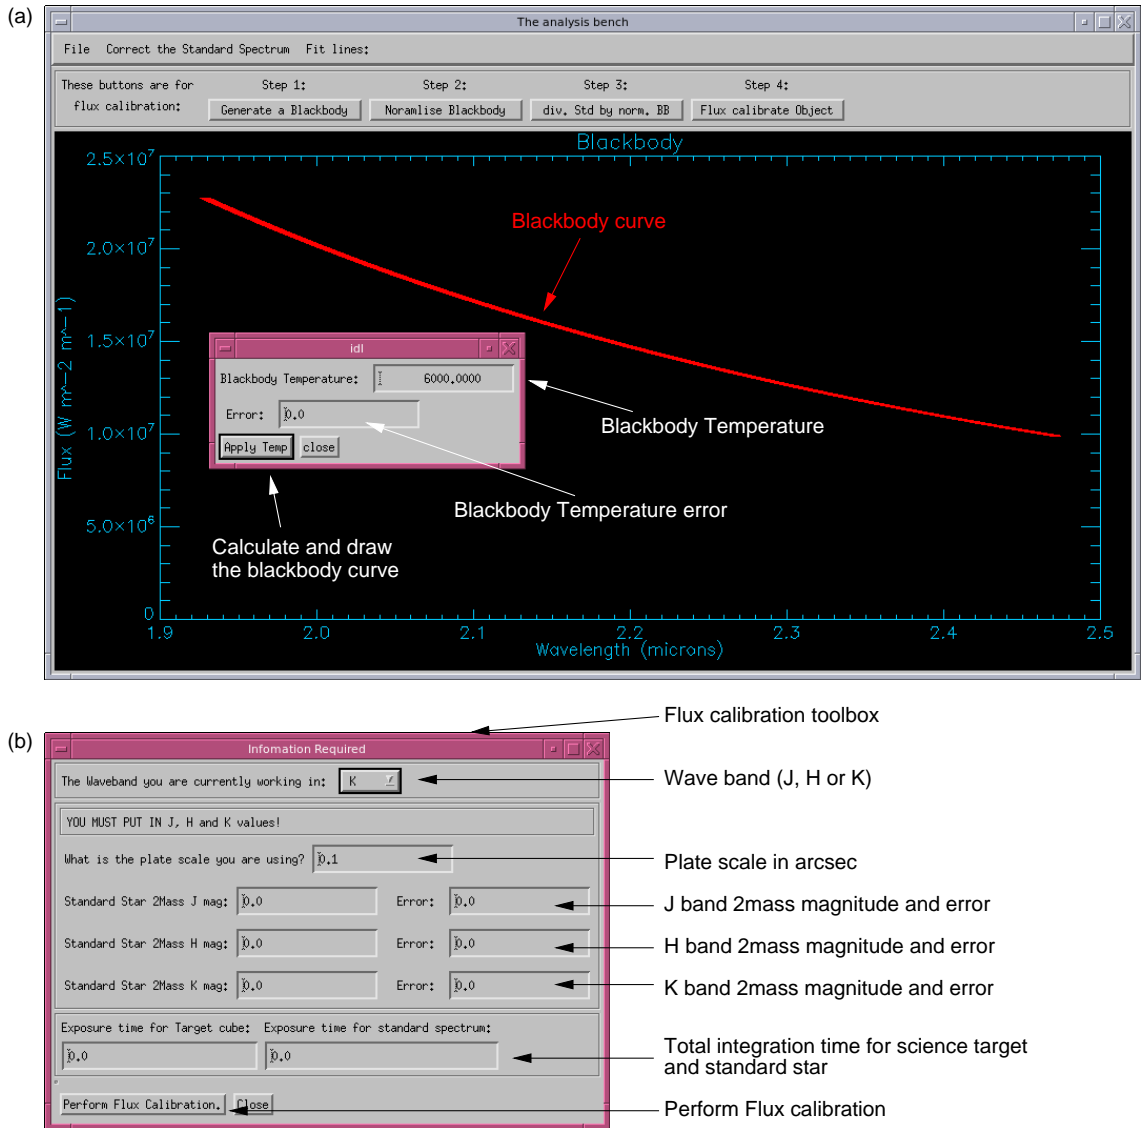 (a)
The analysis bench
File Correct the Standard Spectrum Fit lines:
These buttons are for flux calibration:
Step 1: Step 2: Step 3: Step 4:
Generate a Blackbody Noramlise Blackbody div. Std by norm. BB Flux calibrate Object
Blackbody
2.5×10^7
2.0×10^7
1.5×10^7
1.0×10^7
5.0×10^6
0
Flux (W m^-2 m^-1)
1.9 2.0 2.1 2.2 2.3 2.4 2.5
Wavelength (microns)
Blackbody curve
idl
Blackbody Temperature: 6000.0000
Error: 0.0
Apply Temp close
Blackbody Temperature
Blackbody Temperature error
Calculate and draw
the blackbody curve
(b)
Infomation Required
Flux calibration toolbox
The Waveband you are currently working in: K
Wave band (J, H or K)
YOU MUST PUT IN J, H and K values!
What is the plate scale you are using? 0.1
Plate scale in arcsec
Standard Star 2Mass J mag: 0.0 Error: 0.0
J band 2mass magnitude and error
Standard Star 2Mass H mag: 0.0 Error: 0.0
H band 2mass magnitude and error
Standard Star 2Mass K mag: 0.0 Error: 0.0
K band 2mass magnitude and error
Exposure time for Target cube: Exposure time for standard spectrum:
0.0 0.0
Total integration time for science target
and standard star
Perform Flux Calibration. Close
Perform Flux calibration